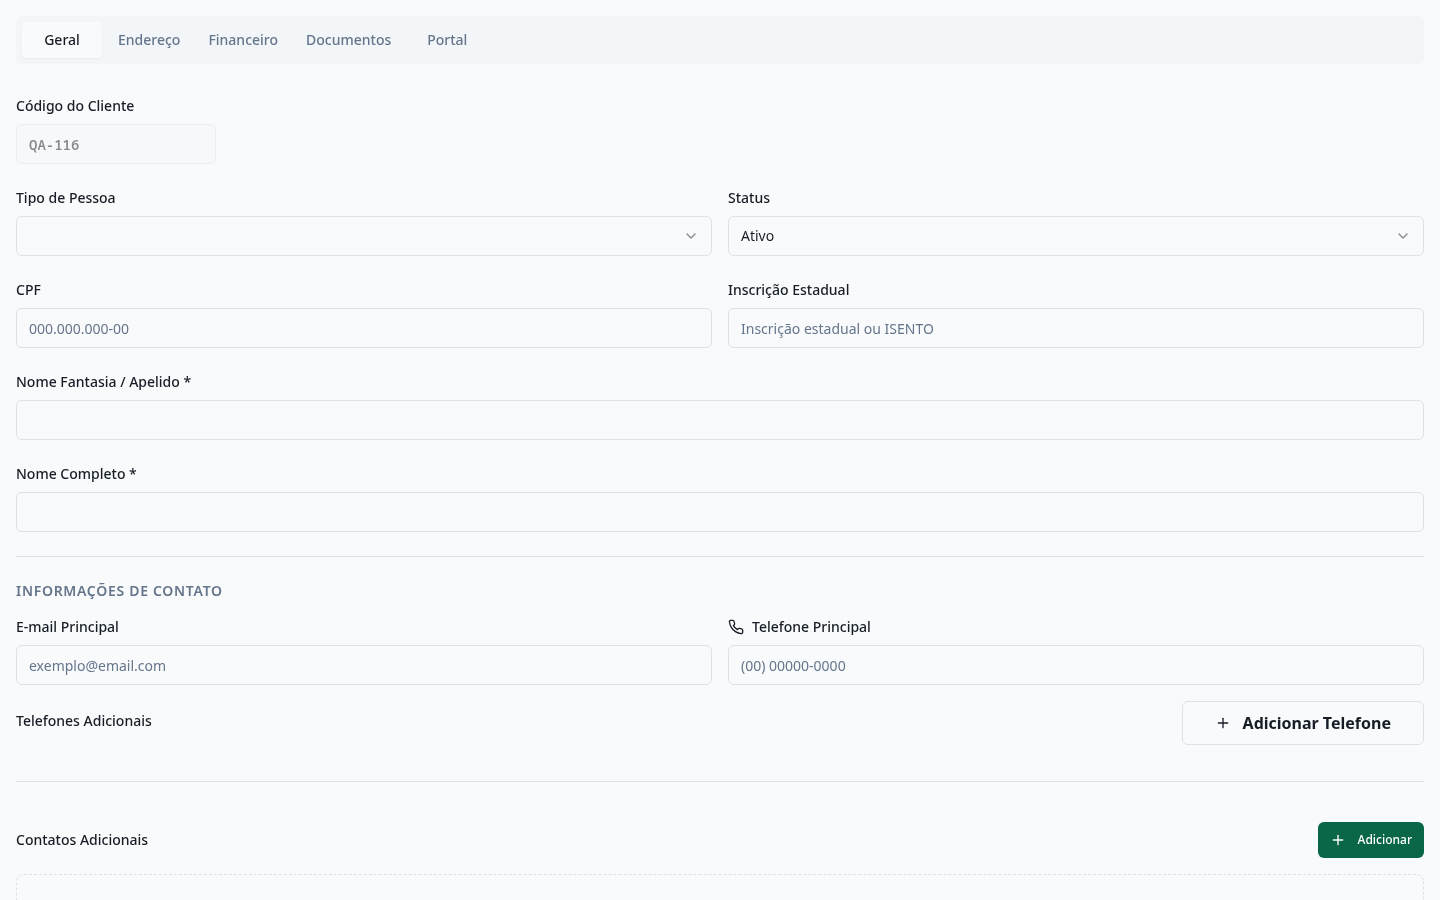 Geral Endereço Financeiro Documentos Portal
Código do Cliente
QA-116
Tipo de Pessoa
Status
Ativo
CPF
Inscrição Estadual
000.000.000-00
Inscrição estadual ou ISENTO
Nome Fantasia / Apelido *
Nome Completo *
INFORMAÇÕES DE CONTATO
E-mail Principal
Telefone Principal
exemplo@email.com
(00) 00000-0000
Telefones Adicionais
Adicionar Telefone
Contatos Adicionais
Adicionar